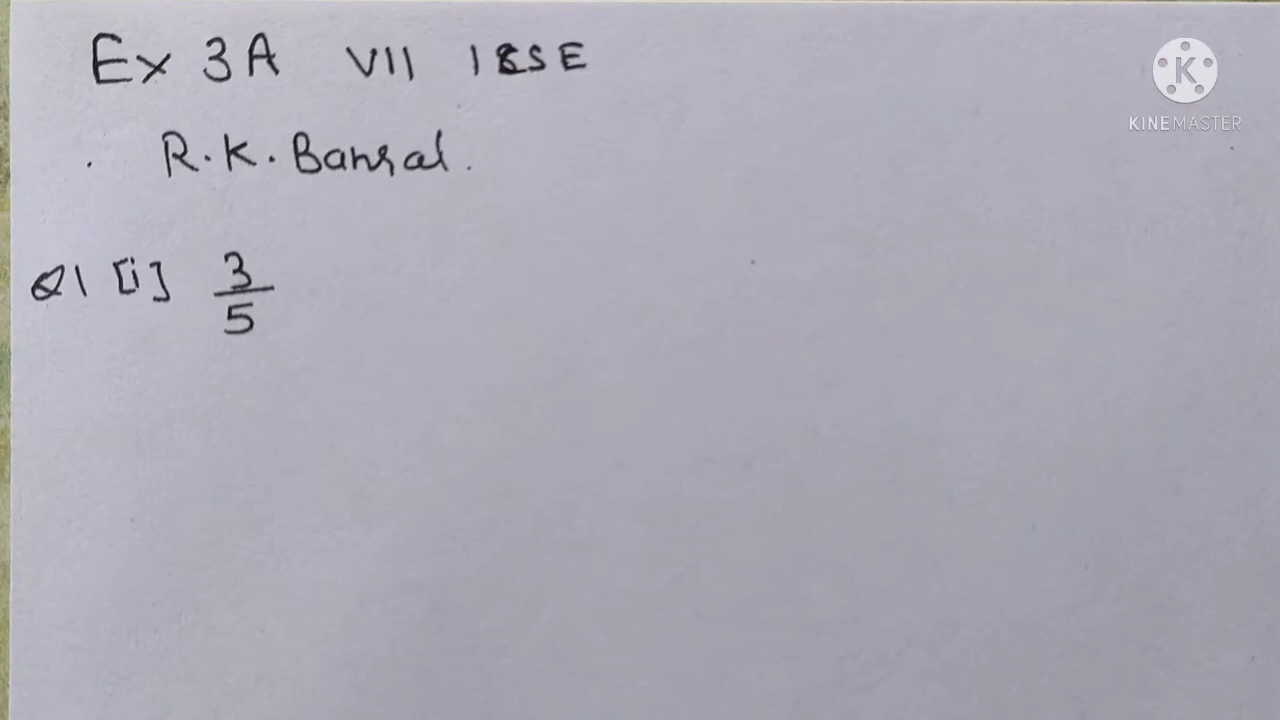 Ex 3A VII ICSE
R.K. Bansal.
Q1 [i] 3/5
K
KINEMASTER